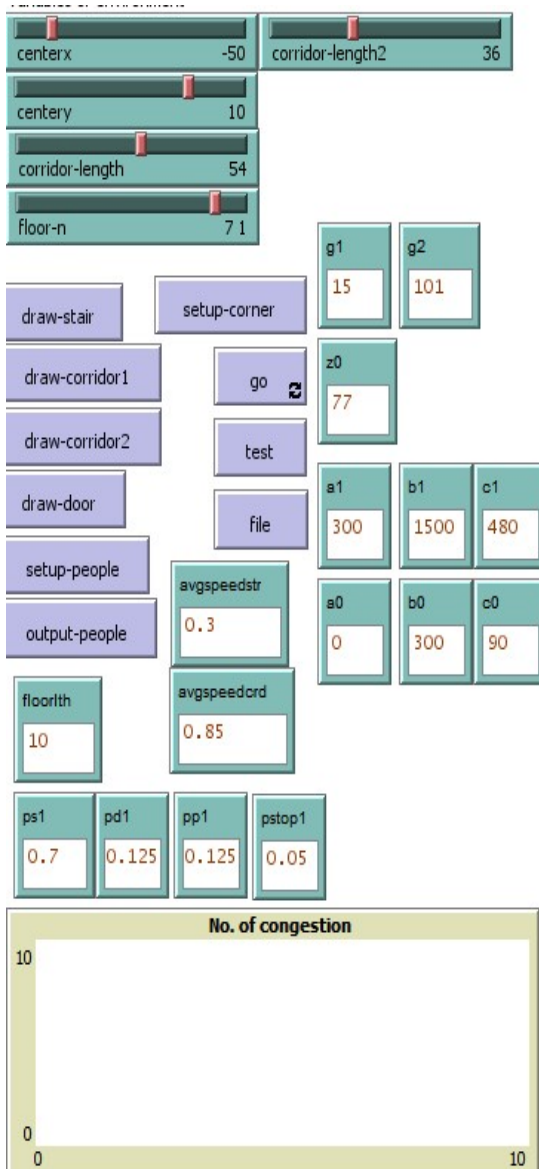 variables of environment
centerx -50
corridor-length2 36
centery 10
corridor-length 54
floor-n 7 1
g1 g2
15 101
draw-stair
setup-corner
draw-corridor1
go
z0
77
draw-corridor2
test
draw-door
file
a1 b1 c1
300 1500 480
setup-people
output-people
avgspeedstr
0.3
a0 b0 c0
0 300 90
floorlth
10
avgspeedcrd
0.85
ps1 pd1 pp1 pstop1
0.7 0.125 0.125 0.05
No. of congestion
10
0
0 10